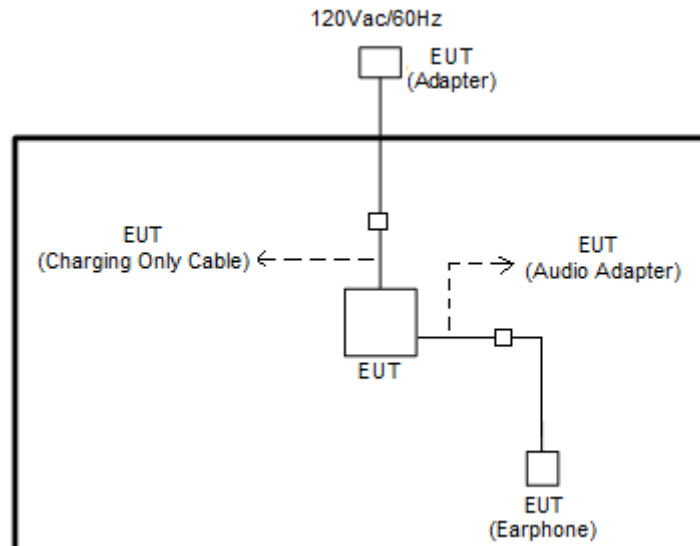 120Vac/60Hz
EUT
(Adapter)
EUT
(Charging Only Cable)
EUT
(Audio Adapter)
EUT
EUT
(Earphone)